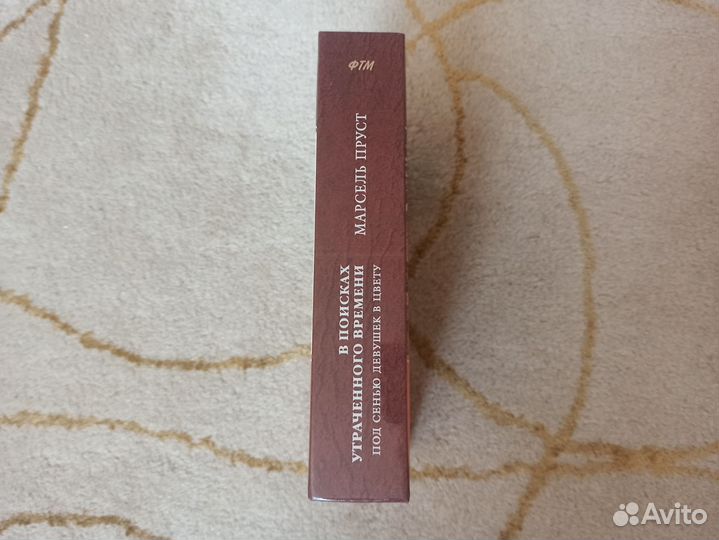 ФТМ
МАРСЕЛЬ ПРУСТ
В ПОИСКАХ
УТРАЧЕННОГО ВРЕМЕНИ
ПОД СЕНЬЮ ДЕВУШЕК В ЦВЕТУ
Avito